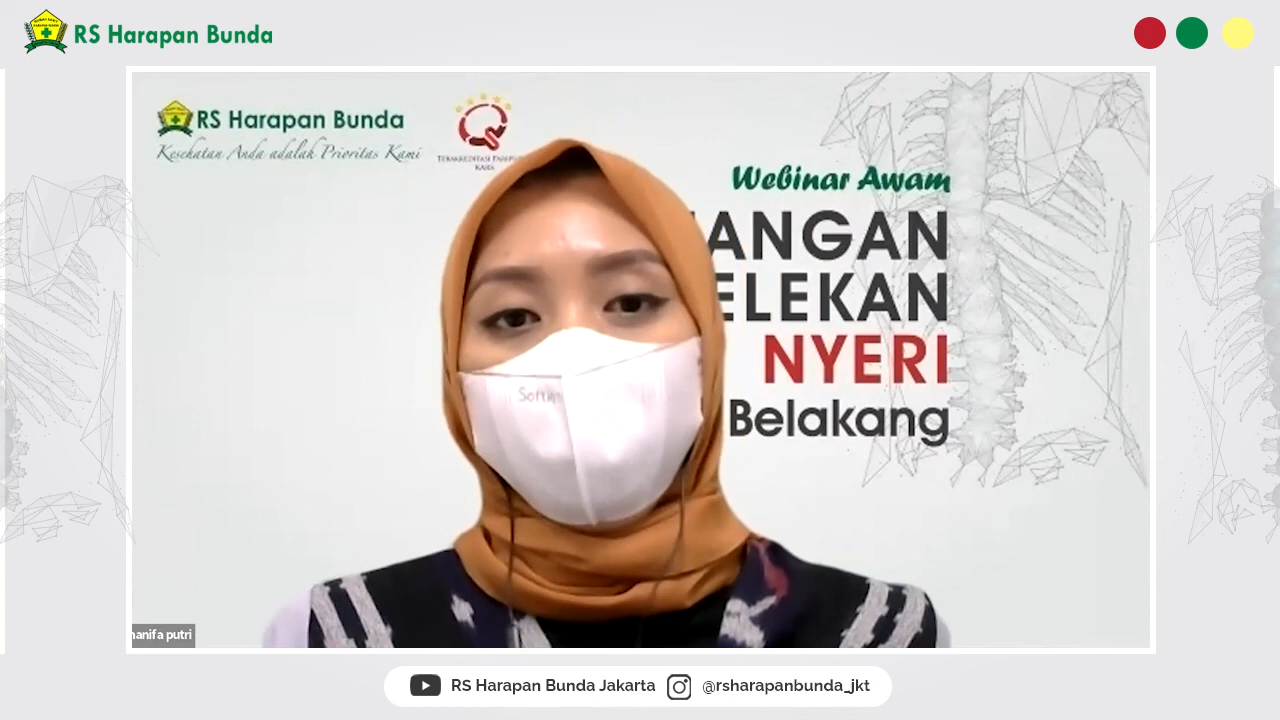 RS Harapan Bunda
RS Harapan Bunda
Kesehatan Anda adalah Prioritas Kami
Webinar Awam
ANGAN
ELEKAN
NYERI
Belakang
hanifa putri
RS Harapan Bunda Jakarta
@rsharapanbunda_jkt